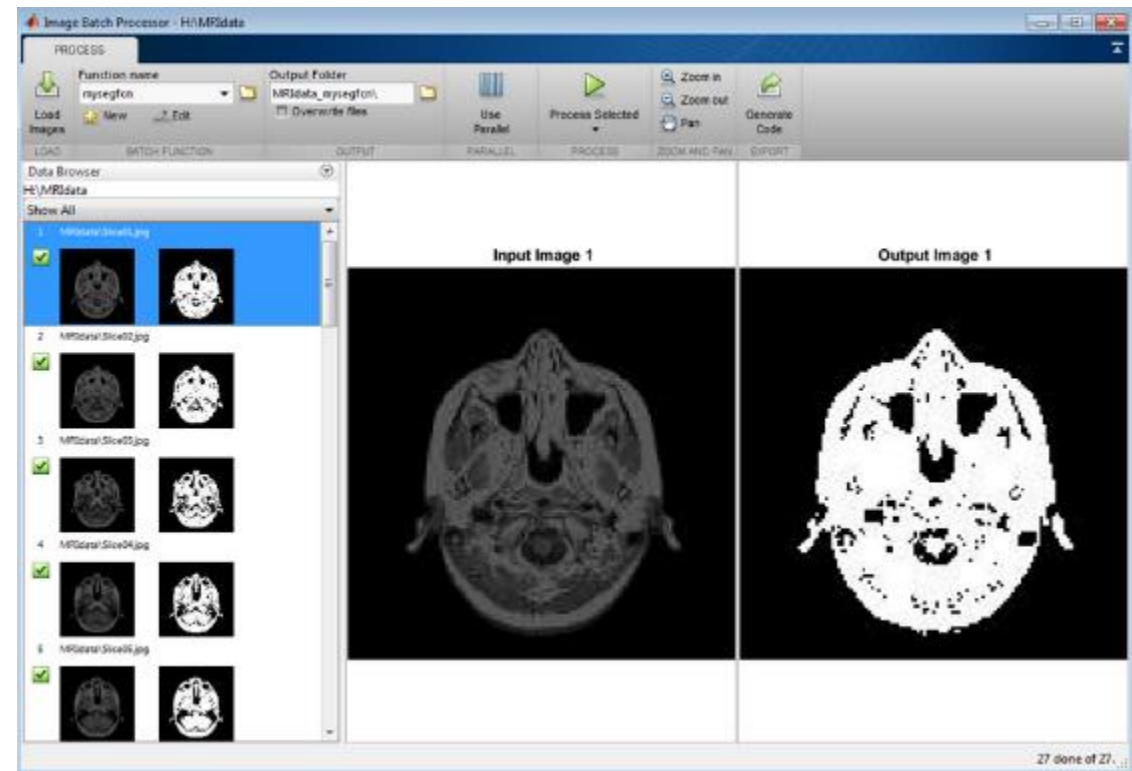 Image Batch Processor - H:\MRIdata
PROCESS
Load Images
Function name
mysegfcn
New Edit
Output Folder
MRIdata_mysegfcn\
Overwrite files
Use Parallel
Process Selected
Zoom in
Zoom out
Pan
Generate Code
LOAD BATCH FUNCTION OUTPUT PARALLEL PROCESS ZOOM AND PAN EXPORT
Data Browser
H:\MRIdata
Show All
1 MRIdata\Slice01.jpg
2 MRIdata\Slice02.jpg
3 MRIdata\Slice03.jpg
4 MRIdata\Slice04.jpg
5 MRIdata\Slice05.jpg
Input Image 1
Output Image 1
27 done of 27.